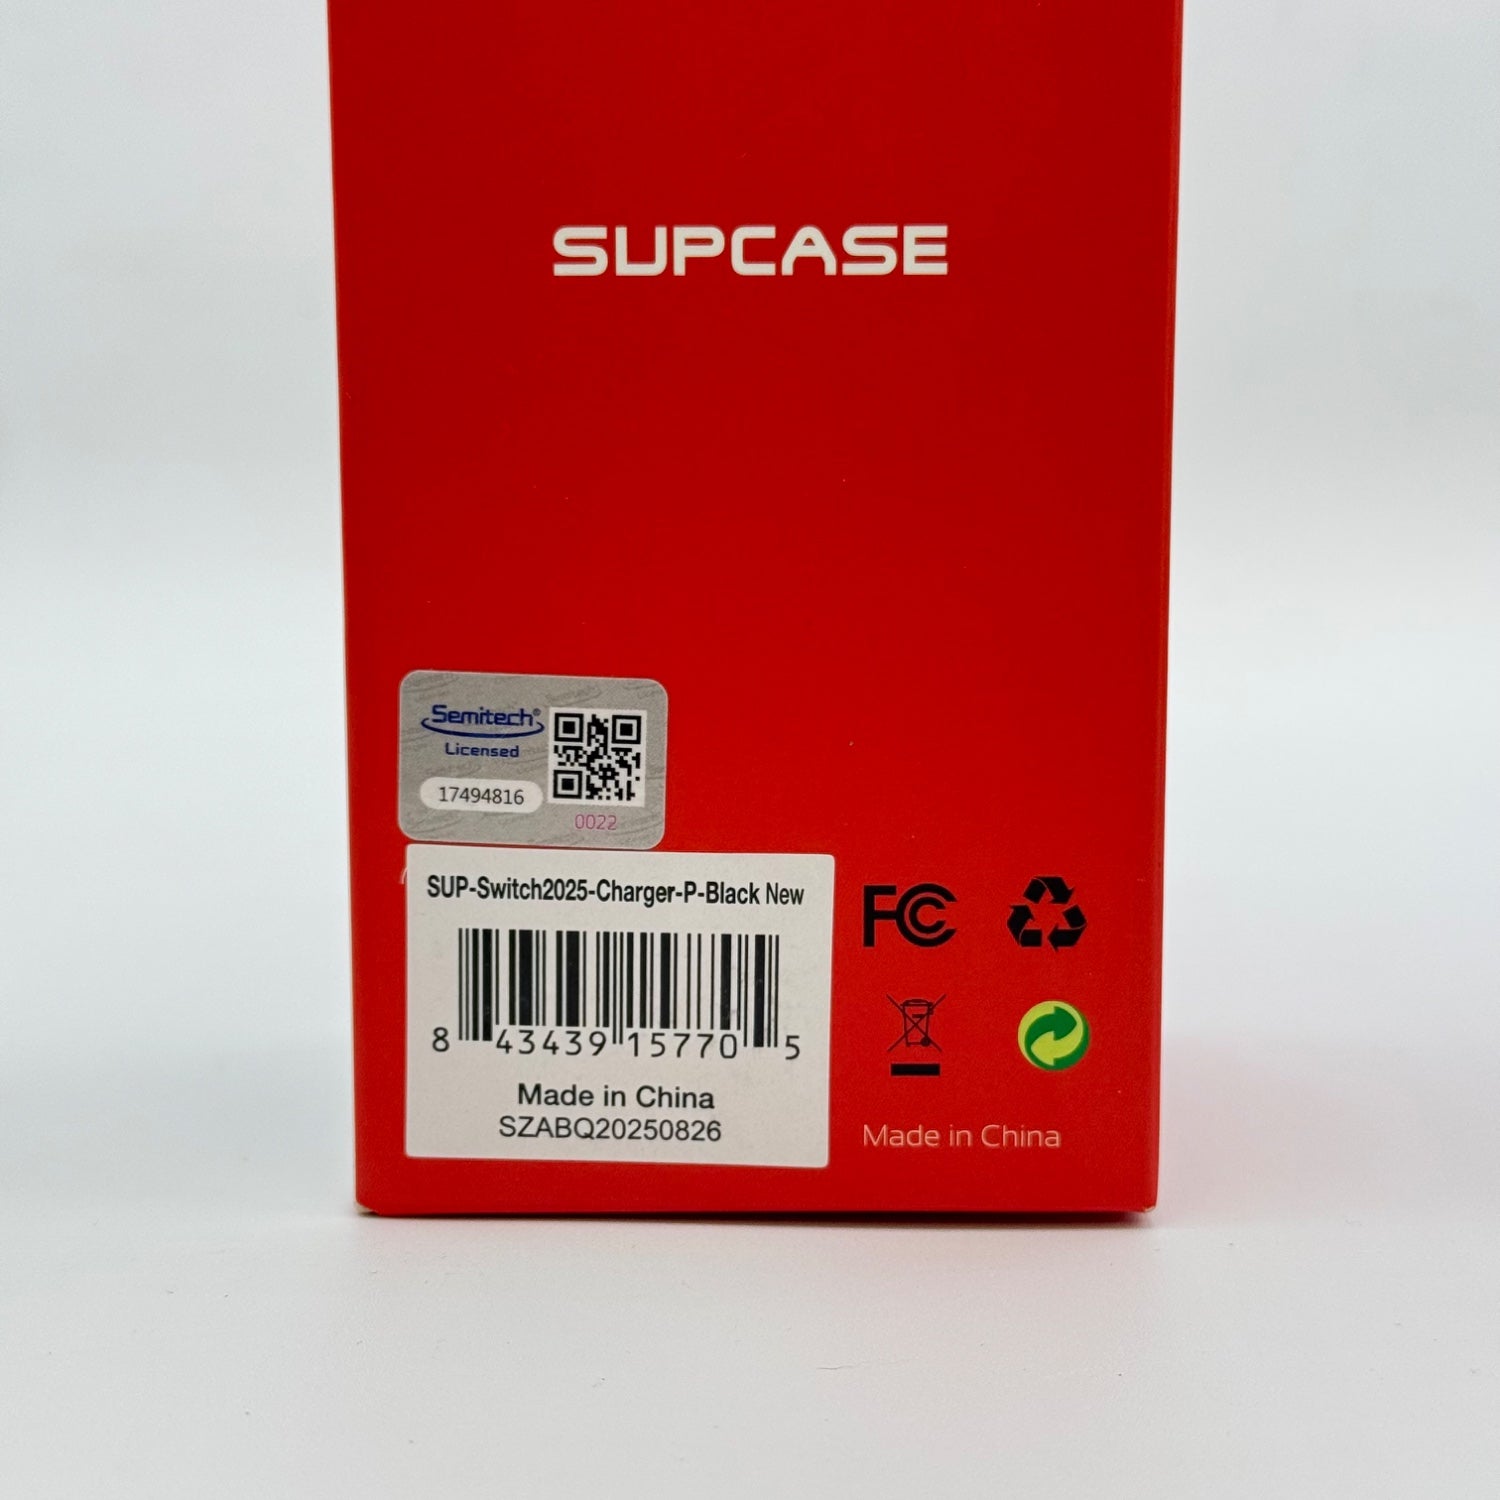 SUPCASE
Semitech®
Licensed
17494816
0022
SUP-Switch2025-Charger-P-Black New
8 43439 15770 5
Made in China
SZABQ20250826
FC
Made in China